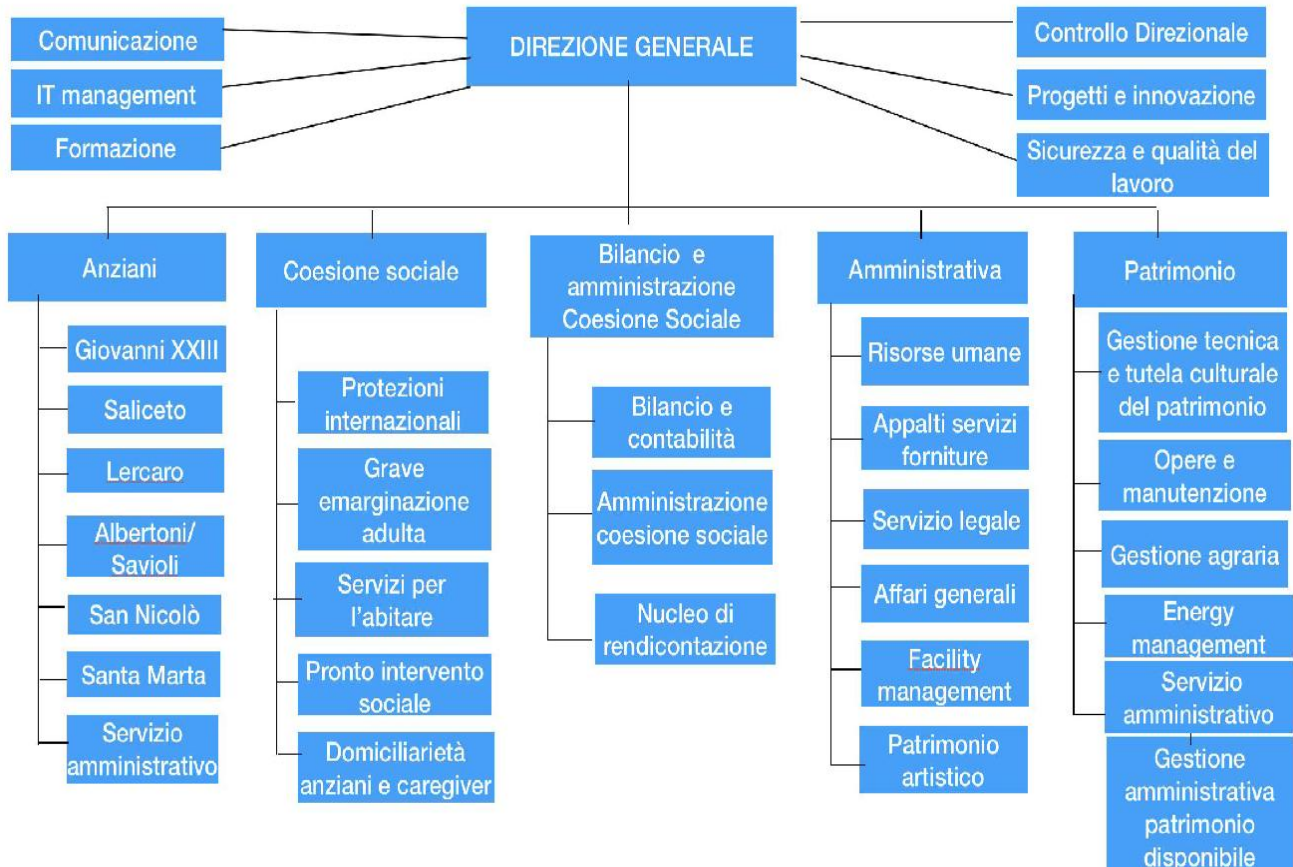 Comunicazione
IT management
Formazione
DIREZIONE GENERALE
Controllo Direzionale
Progetti e innovazione
Sicurezza e qualità del
lavoro
Anziani
Giovanni XXIII
Saliceto
Lercaro
Albertoni/
Savioli
San Nicolò
Santa Marta
Servizio
amministrativo
Coesione sociale
Protezioni
internazionali
Grave
emarginazione
adulta
Servizi per
l'abitare
Pronto intervento
sociale
Domiciliarietà
anziani e caregiver
Bilancio e
amministrazione
Coesione Sociale
Bilancio e
contabilità
Amministrazione
coesione sociale
Nucleo di
rendicontazione
Amministrativa
Risorse umane
Appalti servizi
forniture
Servizio legale
Affari generali
Facility
management
Patrimonio
artistico
Patrimonio
Gestione tecnica
e tutela culturale
del patrimonio
Opere e
manutenzione
Gestione agraria
Energy
management
Servizio
amministrativo
Gestione
amministrativa
patrimonio
disponibile